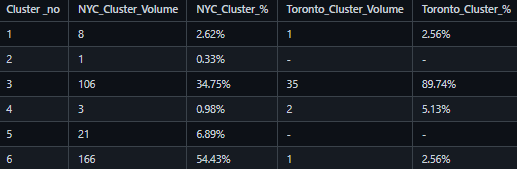 Cluster _no NYC_Cluster_Volume NYC_Cluster_% Toronto_Cluster_Volume Toronto_Cluster_%
1 8 2.62% 1 2.56%
2 1 0.33% - -
3 106 34.75% 35 89.74%
4 3 0.98% 2 5.13%
5 21 6.89% - -
6 166 54.43% 1 2.56%